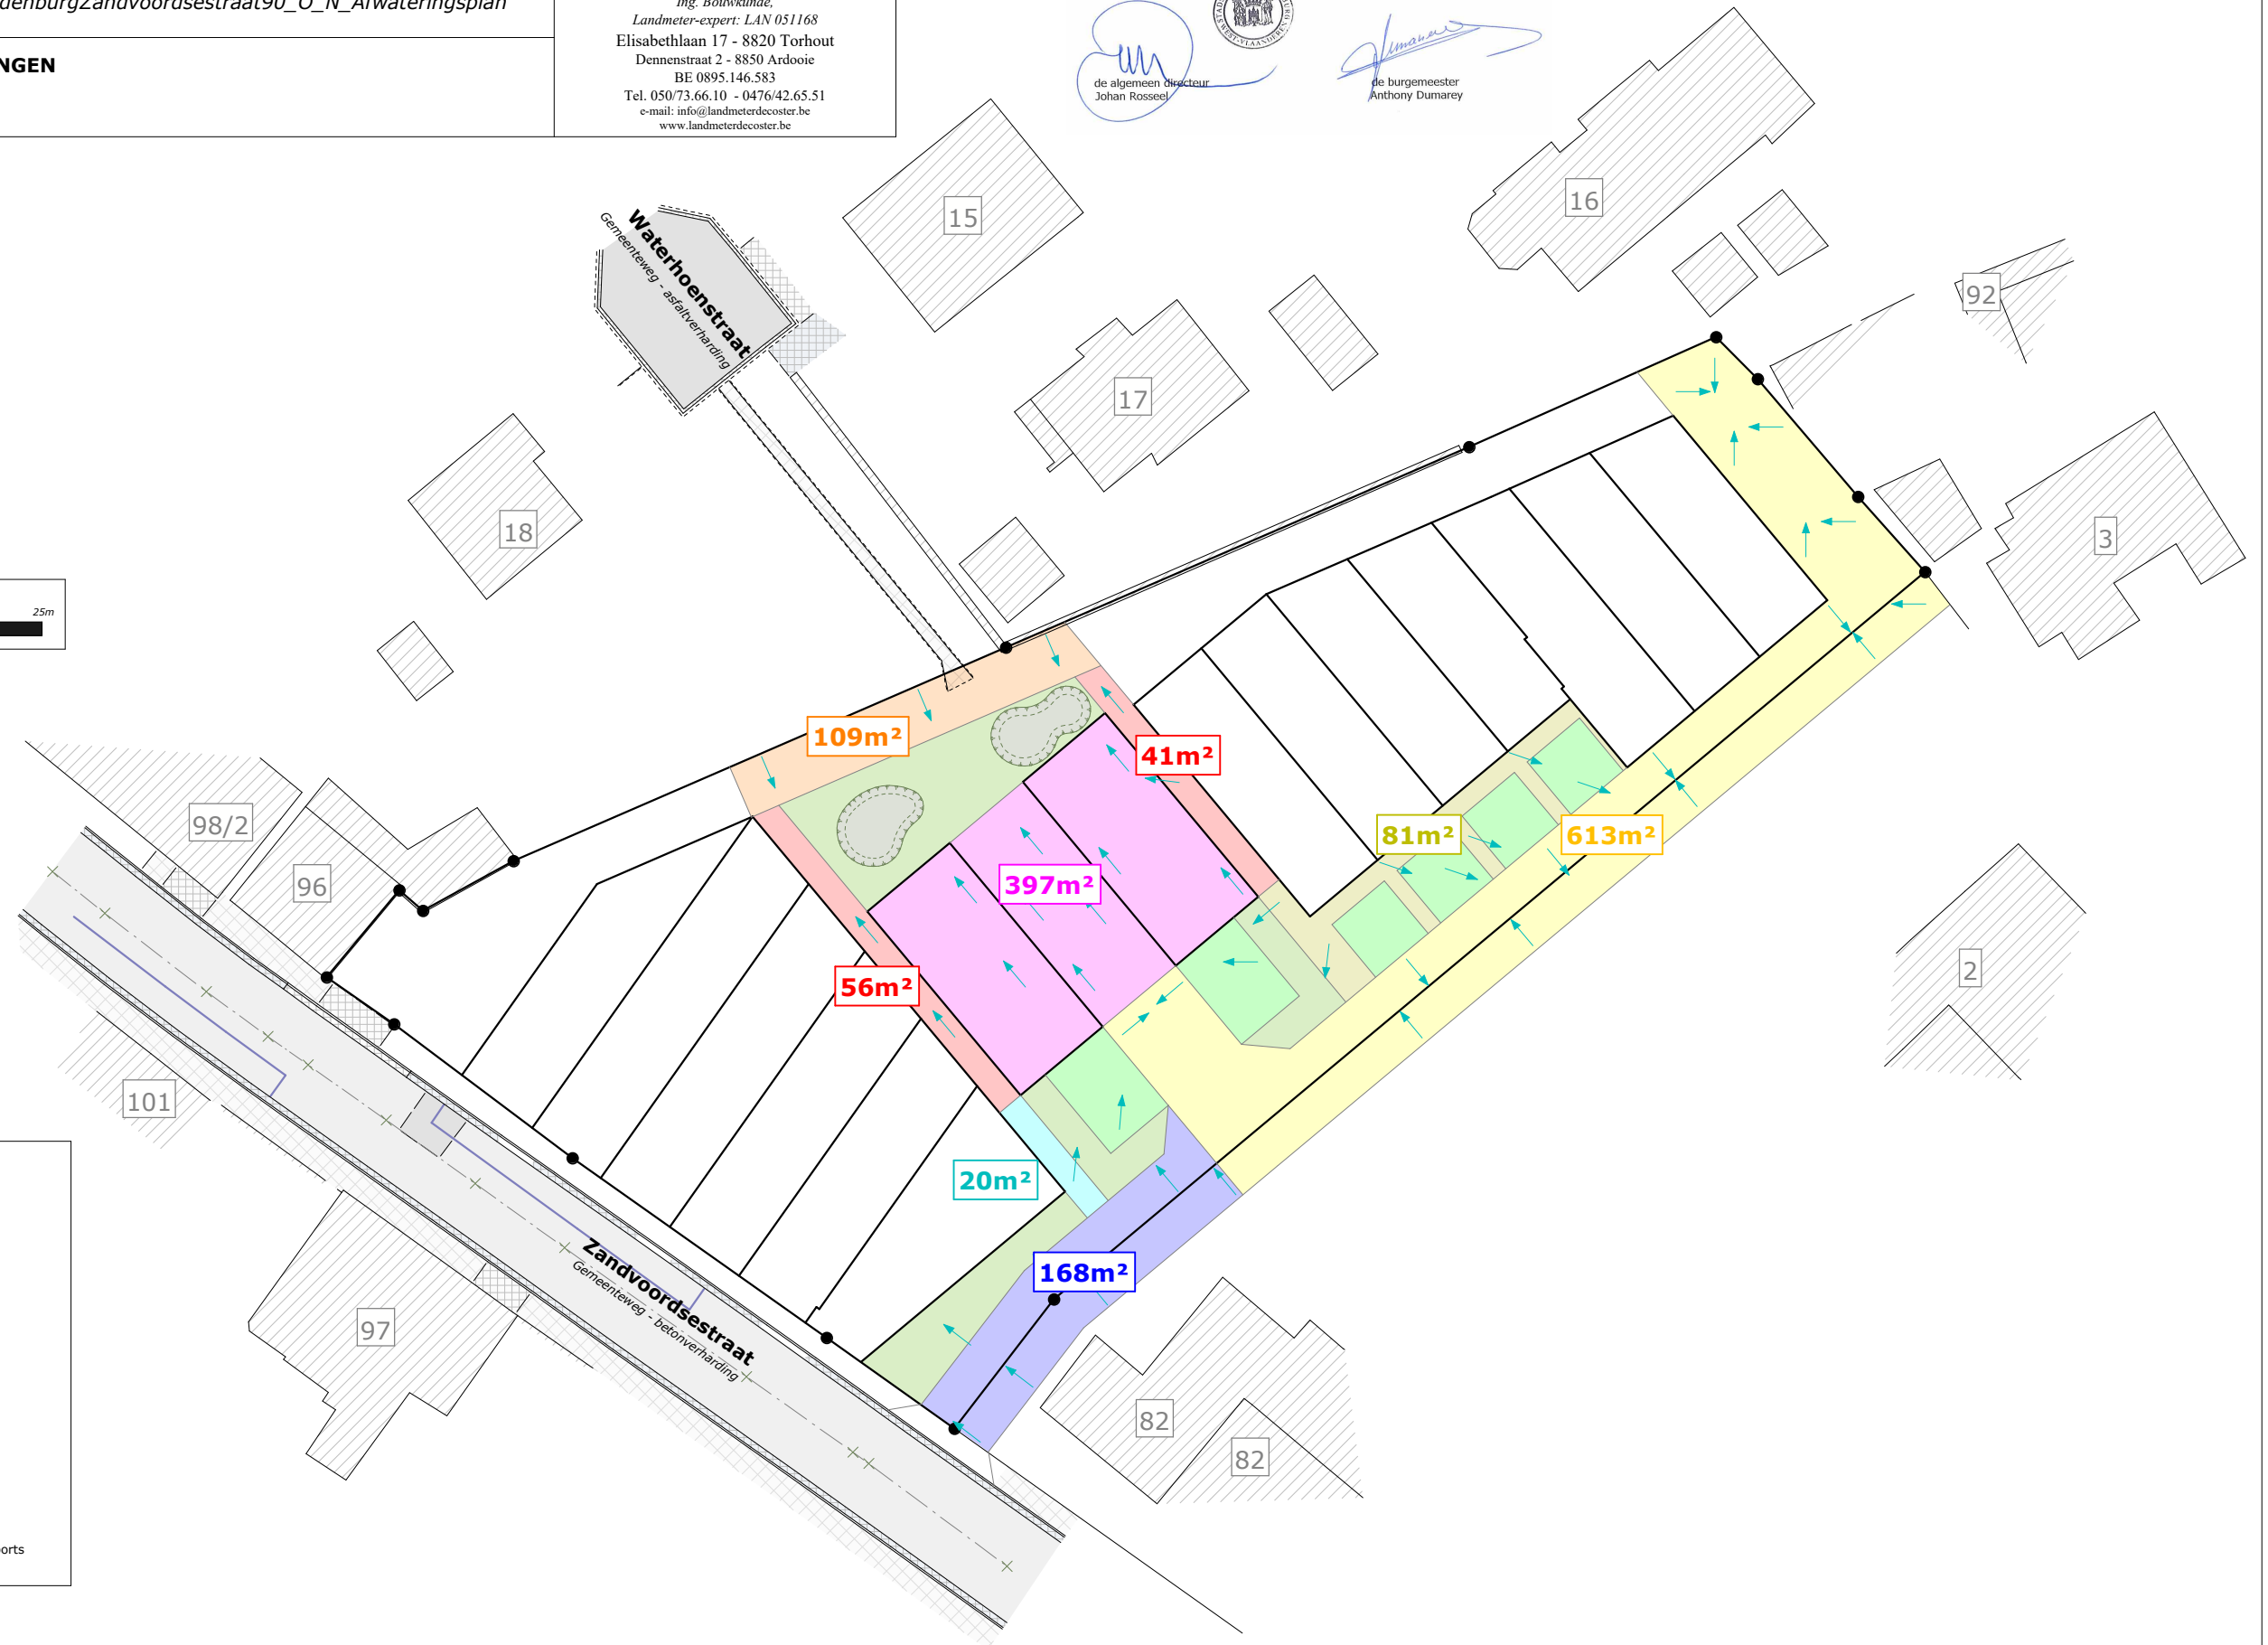 denburgZandvoordsestraat90_O_N_Afwateringsplan
NGEN
Ing. Bouwkunde,
Landmeter-expert: LAN 051168
Elisabethlaan 17 - 8820 Torhout
Dennenstraat 2 - 8850 Ardooie
BE 0895.146.583
Tel. 050/73.66.10 - 0476/42.65.51
e-mail: info@landmeterdecoster.be
www.landmeterdecoster.be
WEST-VLAANDEREN
de algemeen directeur
Johan Rosseel
de burgemeester
Anthony Dumarey
15
16
92
Waterhoenstraat
Gemeenteweg - asfaltverharding
17
18
3
25m
109m²
41m²
98/2
96
81m²
613m²
397m²
56m²
2
101
20m²
168m²
Zandvoordsestraat
Gemeenteweg - betonverharding
97
82
82
orts